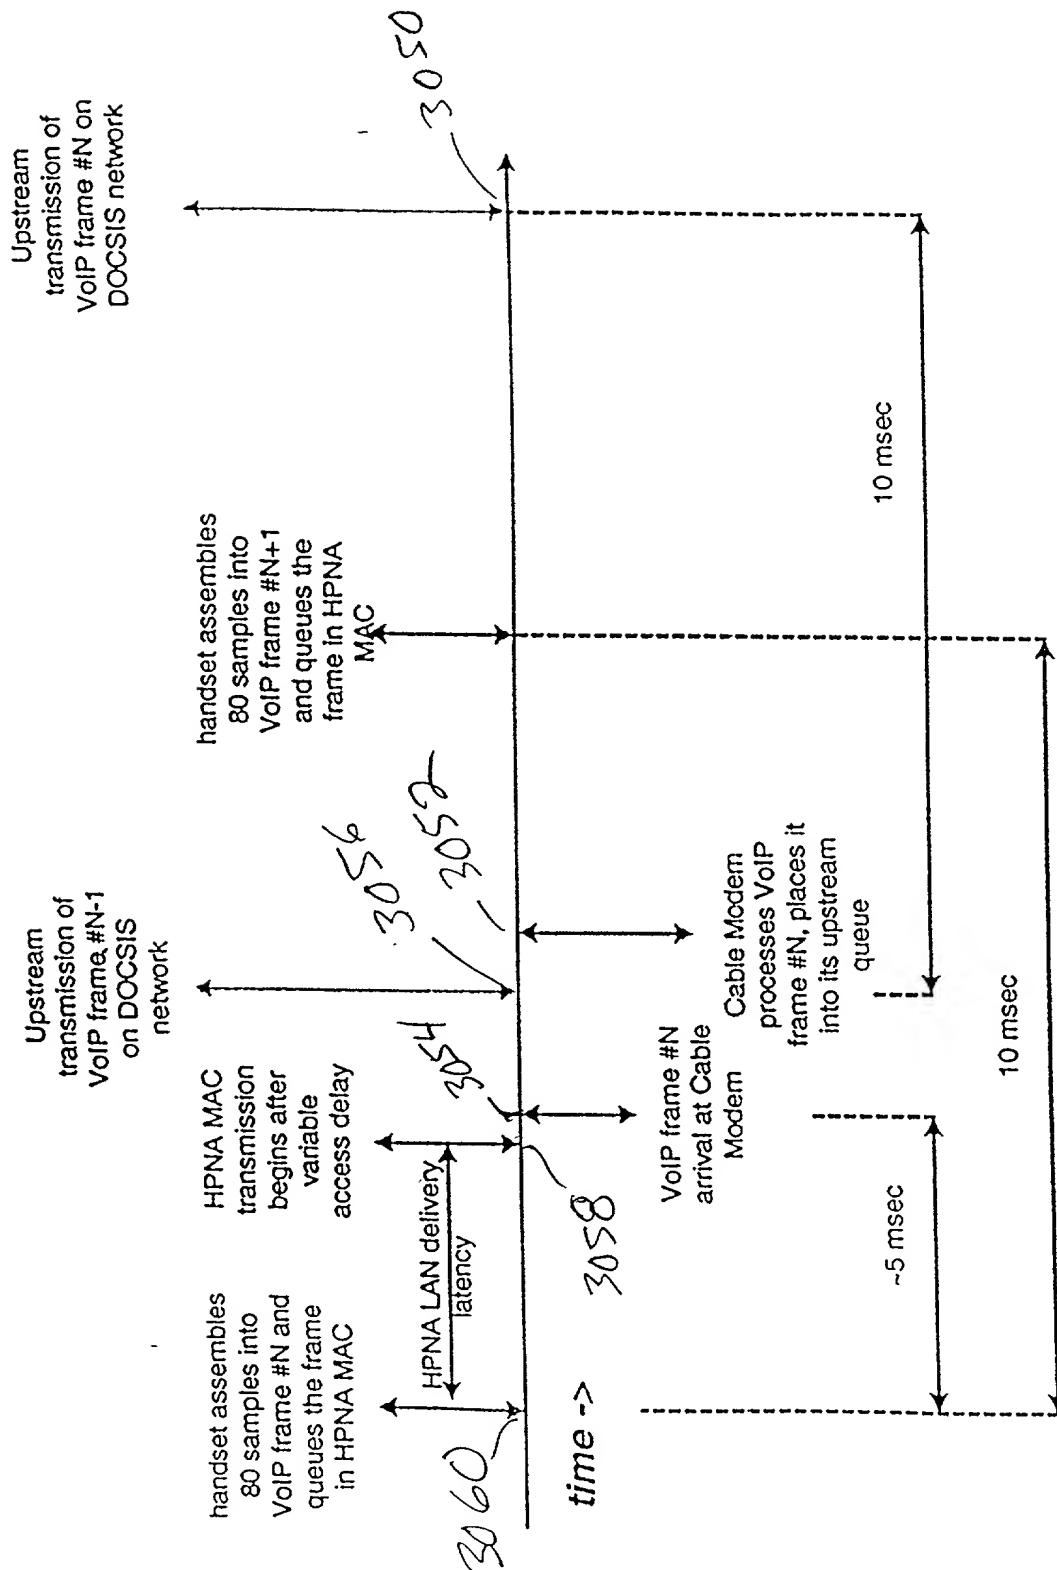 Upstream
transmission of
VoIP frame #N on
DOCSIS network
3050
handset assembles
80 samples into
VoIP frame #N+1
and queues the
frame in HPNA
MAC
10 msec
Upstream
transmission of
VoIP frame #N-1
on DOCSIS
network
3056
3052
Cable Modem
processes VoIP
frame #N, places it
into its upstream
queue
HPNA MAC
transmission
begins after
variable
access delay
3054
VoIP frame #N
arrival at Cable
Modem
3058
HPNA LAN delivery
latency
handset assembles
80 samples into
VoIP frame #N and
queues the frame
in HPNA MAC
3060
time ->
~5 msec
10 msec